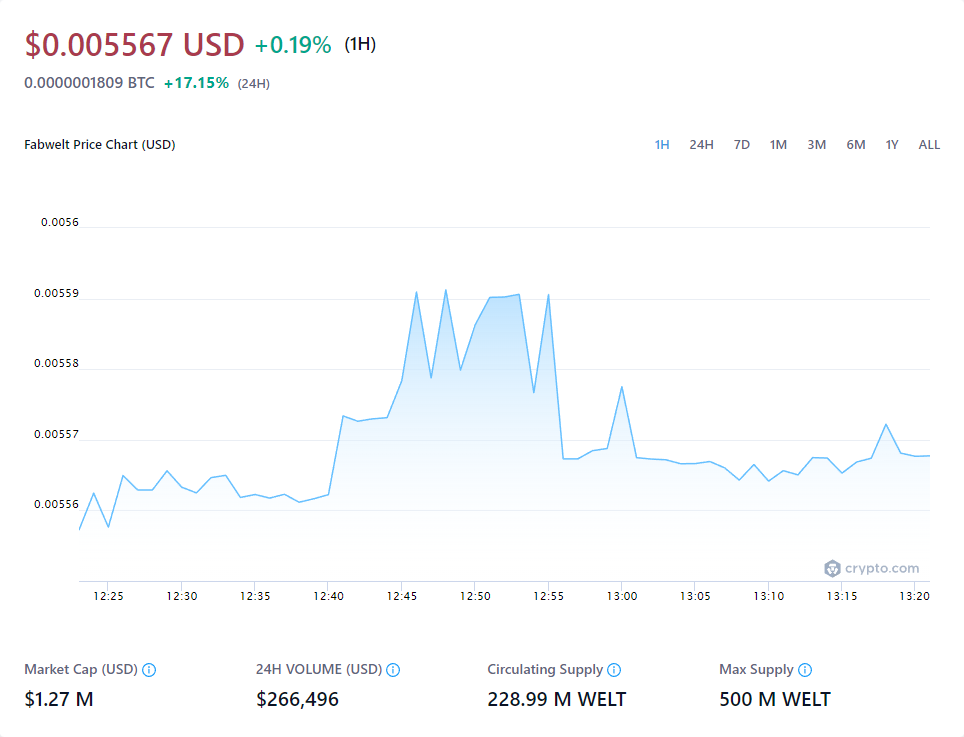 $0.005567 USD +0.19% (1H)
0.0000001809 BTC +17.15% (24H)
Fabwelt Price Chart (USD) 1H 24H 7D 1M 3M 6M 1Y ALL
0.0056
0.00559
0.00558
0.00557
0.00556
crypto.com
12:25 12:30 12:35 12:40 12:45 12:50 12:55 13:00 13:05 13:10 13:15 13:20
Market Cap (USD) 24H VOLUME (USD) Circulating Supply Max Supply
$1.27 M $266,496 228.99 M WELT 500 M WELT